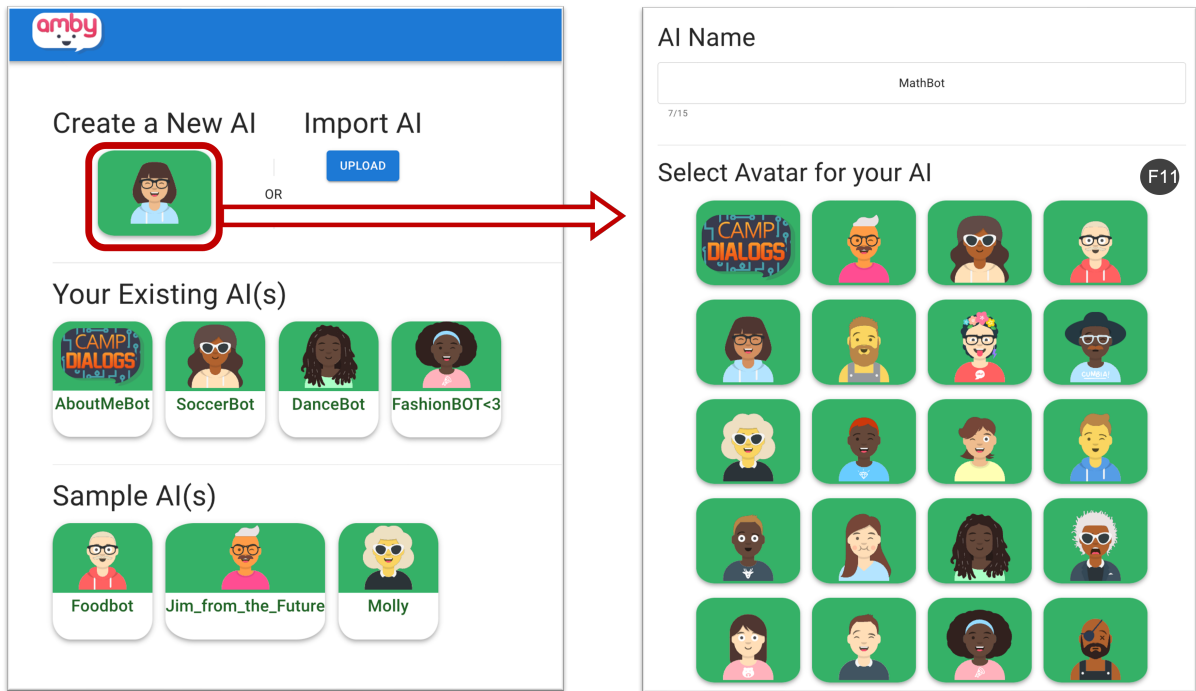 amby
Create a New AI
Import AI
UPLOAD
OR
Your Existing AI(s)
CAMP
DIALOGS
AboutMeBot
SoccerBot
DanceBot
FashionBOT<3
Sample AI(s)
Foodbot
Jim_from_the_Future
Molly
AI Name
MathBot
7/15
Select Avatar for your AI
F11
CAMP
DIALOGS